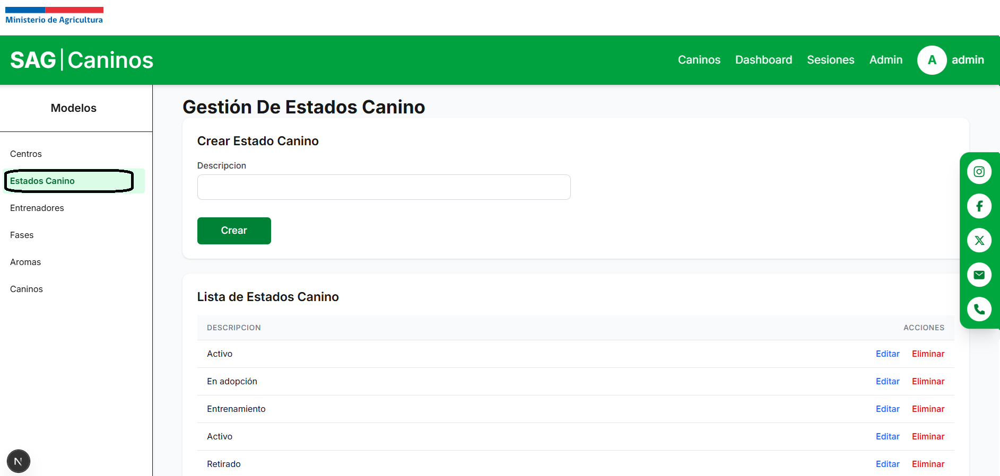 Ministerio de Agricultura
SAG|Caninos
Caninos Dashboard Sesiones Admin A admin
Modelos
Centros
Estados Canino
Entrenadores
Fases
Aromas
Caninos
Gestión De Estados Canino
Crear Estado Canino
Descripcion
Crear
Lista de Estados Canino
DESCRIPCION ACCIONES
Activo Editar Eliminar
En adopción Editar Eliminar
Entrenamiento Editar Eliminar
Activo Editar Eliminar
Retirado Editar Eliminar
N